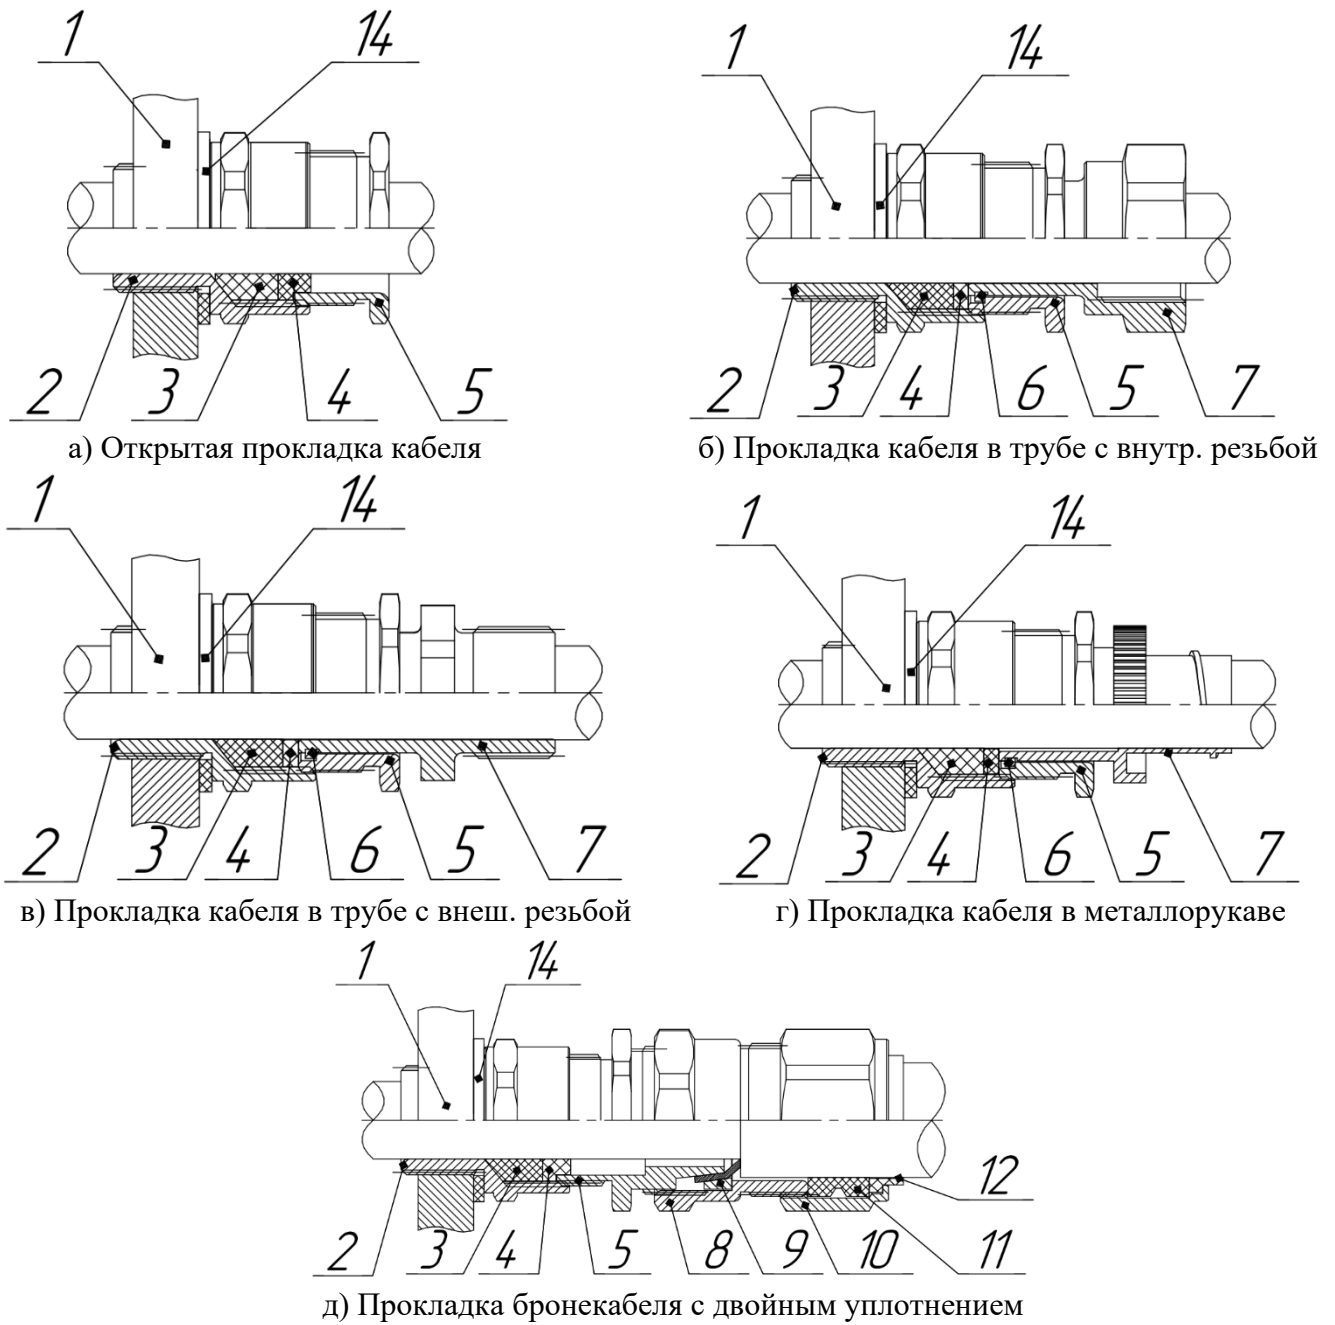 1 14
2 3 4 5
а) Открытая прокладка кабеля
1 14
2 3 4 6 5 7
б) Прокладка кабеля в трубе с внутр. резьбой
1 14
2 3 4 6 5 7
в) Прокладка кабеля в трубе с внеш. резьбой
1 14
2 3 4 6 5 7
г) Прокладка кабеля в металлорукаве
1 14
12
2 3 4 5 8 9 10 11
д) Прокладка бронекабеля с двойным уплотнением